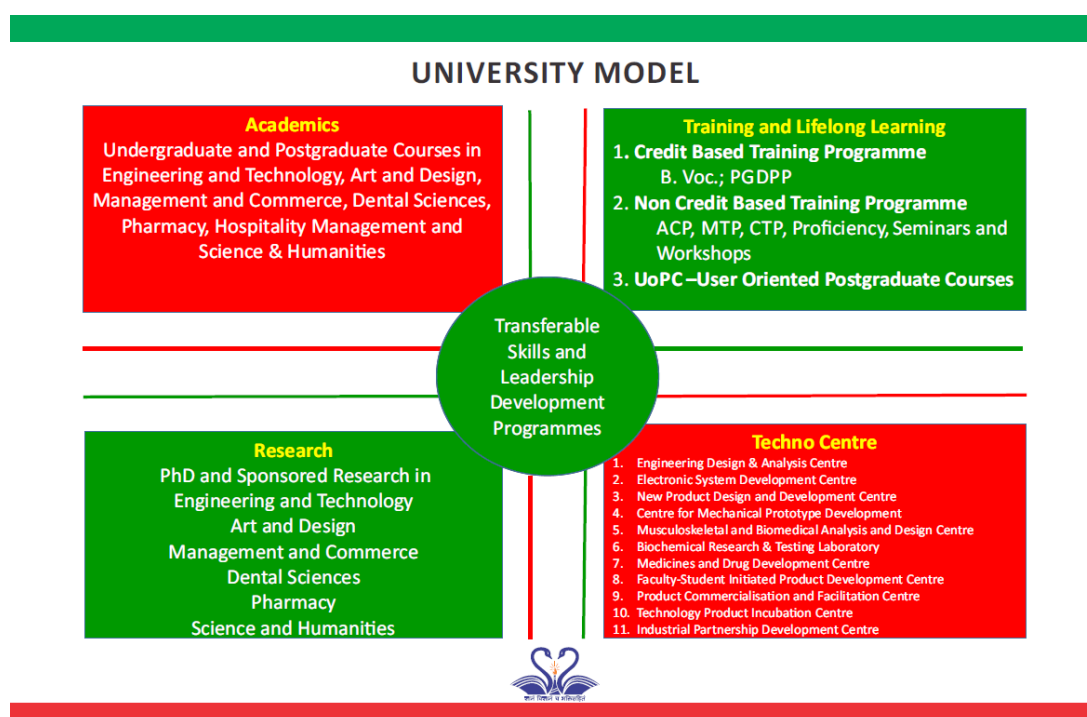 UNIVERSITY MODEL
Academics
Undergraduate and Postgraduate Courses in
Engineering and Technology, Art and Design,
Management and Commerce, Dental Sciences,
Pharmacy, Hospitality Management and
Science & Humanities
Training and Lifelong Learning
1. Credit Based Training Programme
B. Voc.; PGDPP
2. Non Credit Based Training Programme
ACP, MTP, CTP, Proficiency, Seminars and
Workshops
3. UoPC –User Oriented Postgraduate Courses
Transferable
Skills and
Leadership
Development
Programmes
Research
PhD and Sponsored Research in
Engineering and Technology
Art and Design
Management and Commerce
Dental Sciences
Pharmacy
Science and Humanities
Techno Centre
1. Engineering Design & Analysis Centre
2. Electronic System Development Centre
3. New Product Design and Development Centre
4. Centre for Mechanical Prototype Development
5. Musculoskeletal and Biomedical Analysis and Design Centre
6. Biochemical Research & Testing Laboratory
7. Medicines and Drug Development Centre
8. Faculty-Student Initiated Product Development Centre
9. Product Commercialisation and Facilitation Centre
10. Technology Product Incubation Centre
11. Industrial Partnership Development Centre